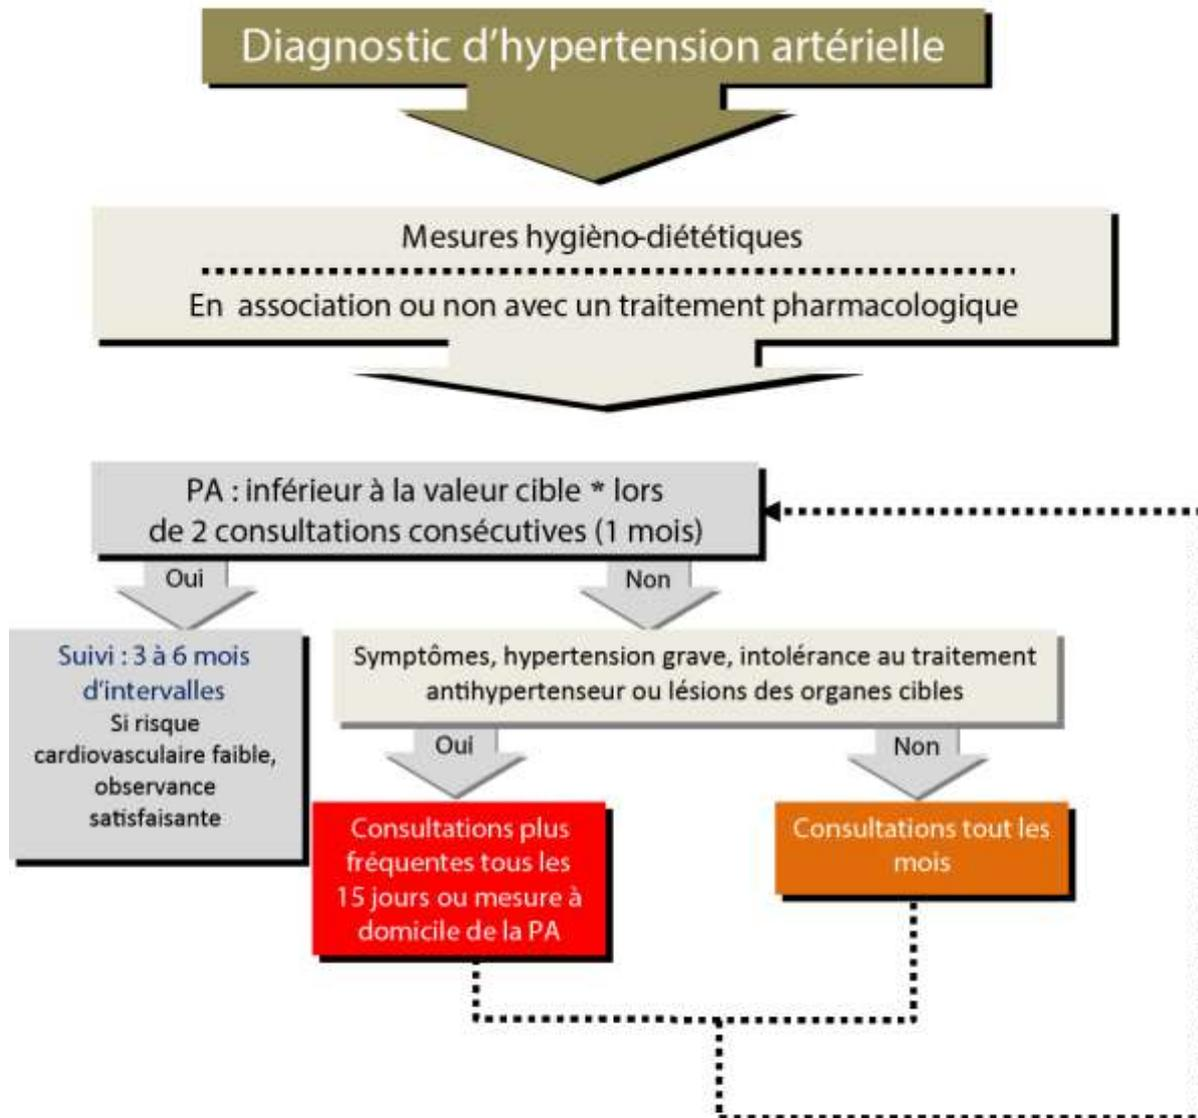 Diagnostic d'hypertension artérielle
Mesures hygièno-diététiques
En association ou non avec un traitement pharmacologique
PA : inférieur à la valeur cible * lors
de 2 consultations consécutives (1 mois)
Oui
Non
Suivi : 3 à 6 mois
d'intervalles
Si risque
cardiovasculaire faible,
observance
satisfaisante
Symptômes, hypertension grave, intolérance au traitement
antihypertenseur ou lésions des organes cibles
Oui
Non
Consultations plus
fréquentes tous les
15 jours ou mesure à
domicile de la PA
Consultations tout les
mois